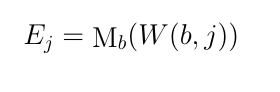 E_j = M_b(W(b, j))